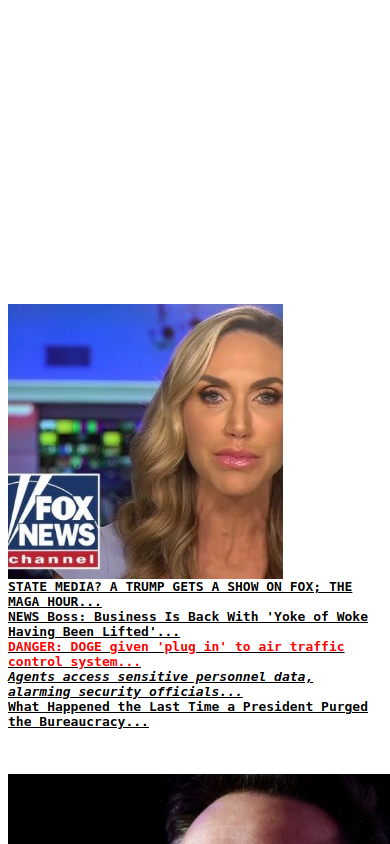 FOX
NEWS
channel
STATE MEDIA? A TRUMP GETS A SHOW ON FOX; THE
MAGA HOUR...
NEWS Boss: Business Is Back With 'Yoke of Woke
Having Been Lifted'...
DANGER: DOGE given 'plug in' to air traffic
control system...
Agents access sensitive personnel data,
alarming security officials...
What Happened the Last Time a President Purged
the Bureaucracy...